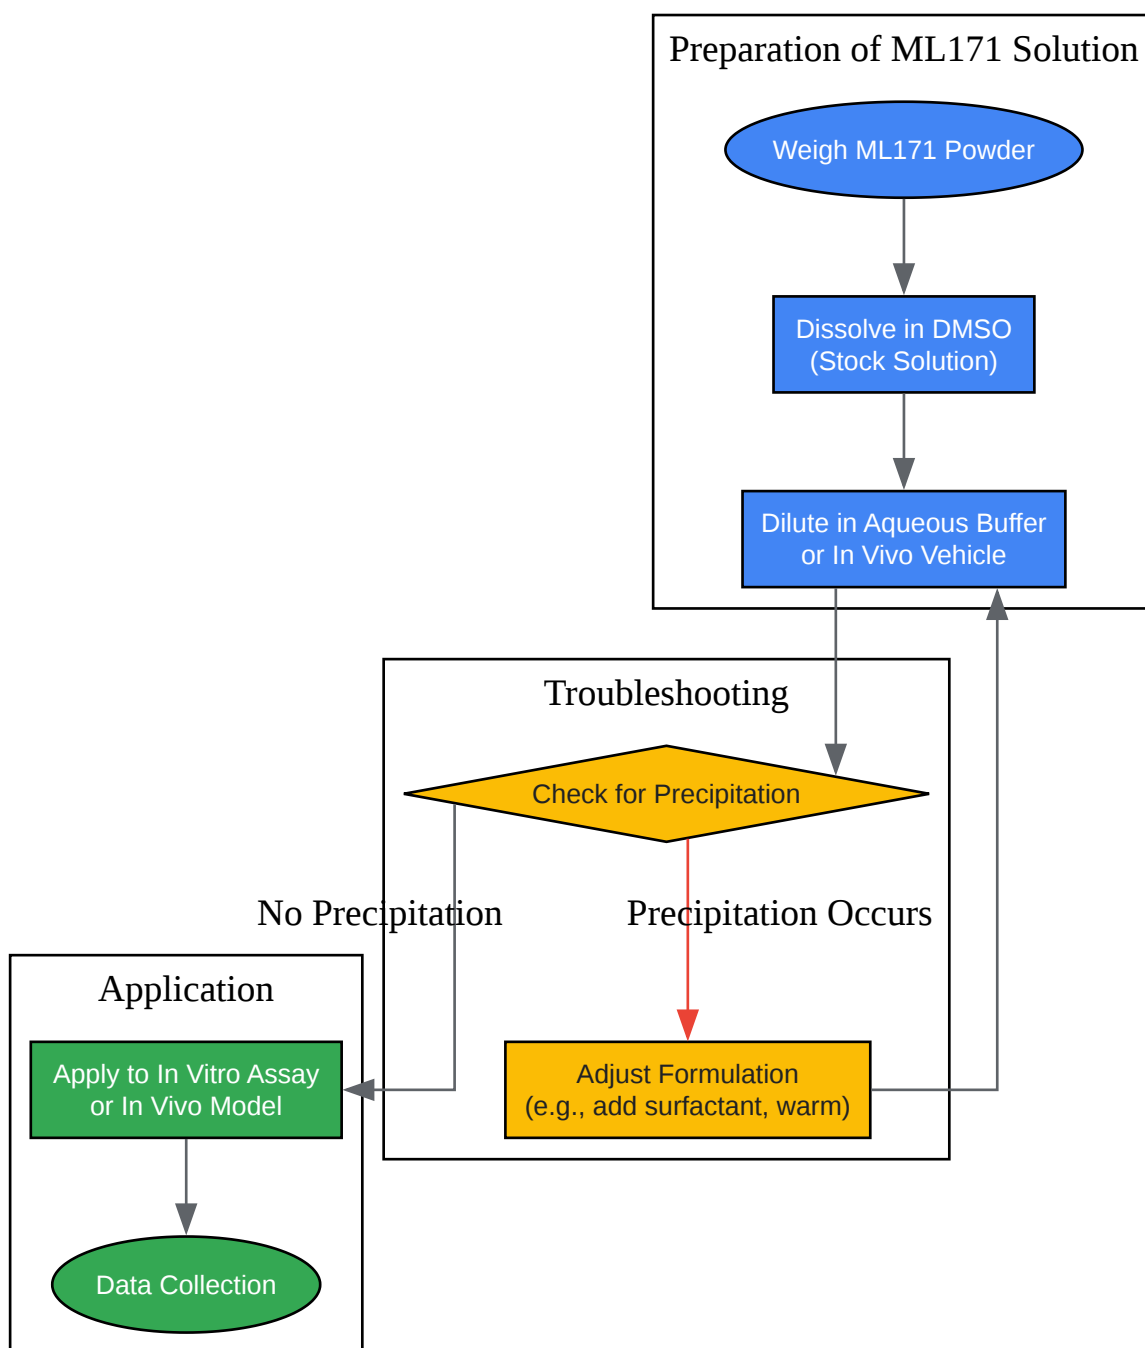 Preparation of ML171 Solution
Weigh ML171 Powder
Dissolve in DMSO
(Stock Solution)
Dilute in Aqueous Buffer
or In Vivo Vehicle
Troubleshooting
Check for Precipitation
No Precipitation
Precipitation Occurs
Application
Apply to In Vitro Assay
or In Vivo Model
Adjust Formulation
(e.g., add surfactant, warm)
Data Collection